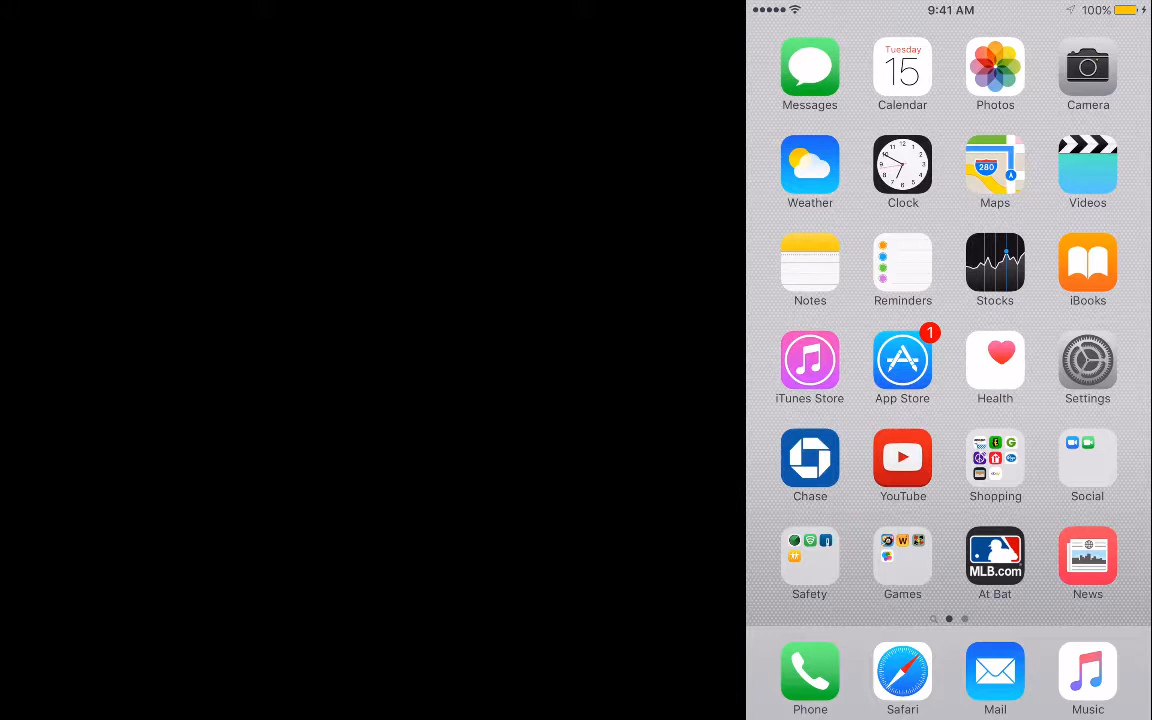 9:41 AM 100%
Tuesday
15
Messages Calendar Photos Camera
280
Weather Clock Maps Videos
Notes Reminders Stocks iBooks
1
iTunes Store App Store Health Settings
Chase YouTube Shopping Social
W
MLB.com
Safety Games At Bat News
Phone Safari Mail Music